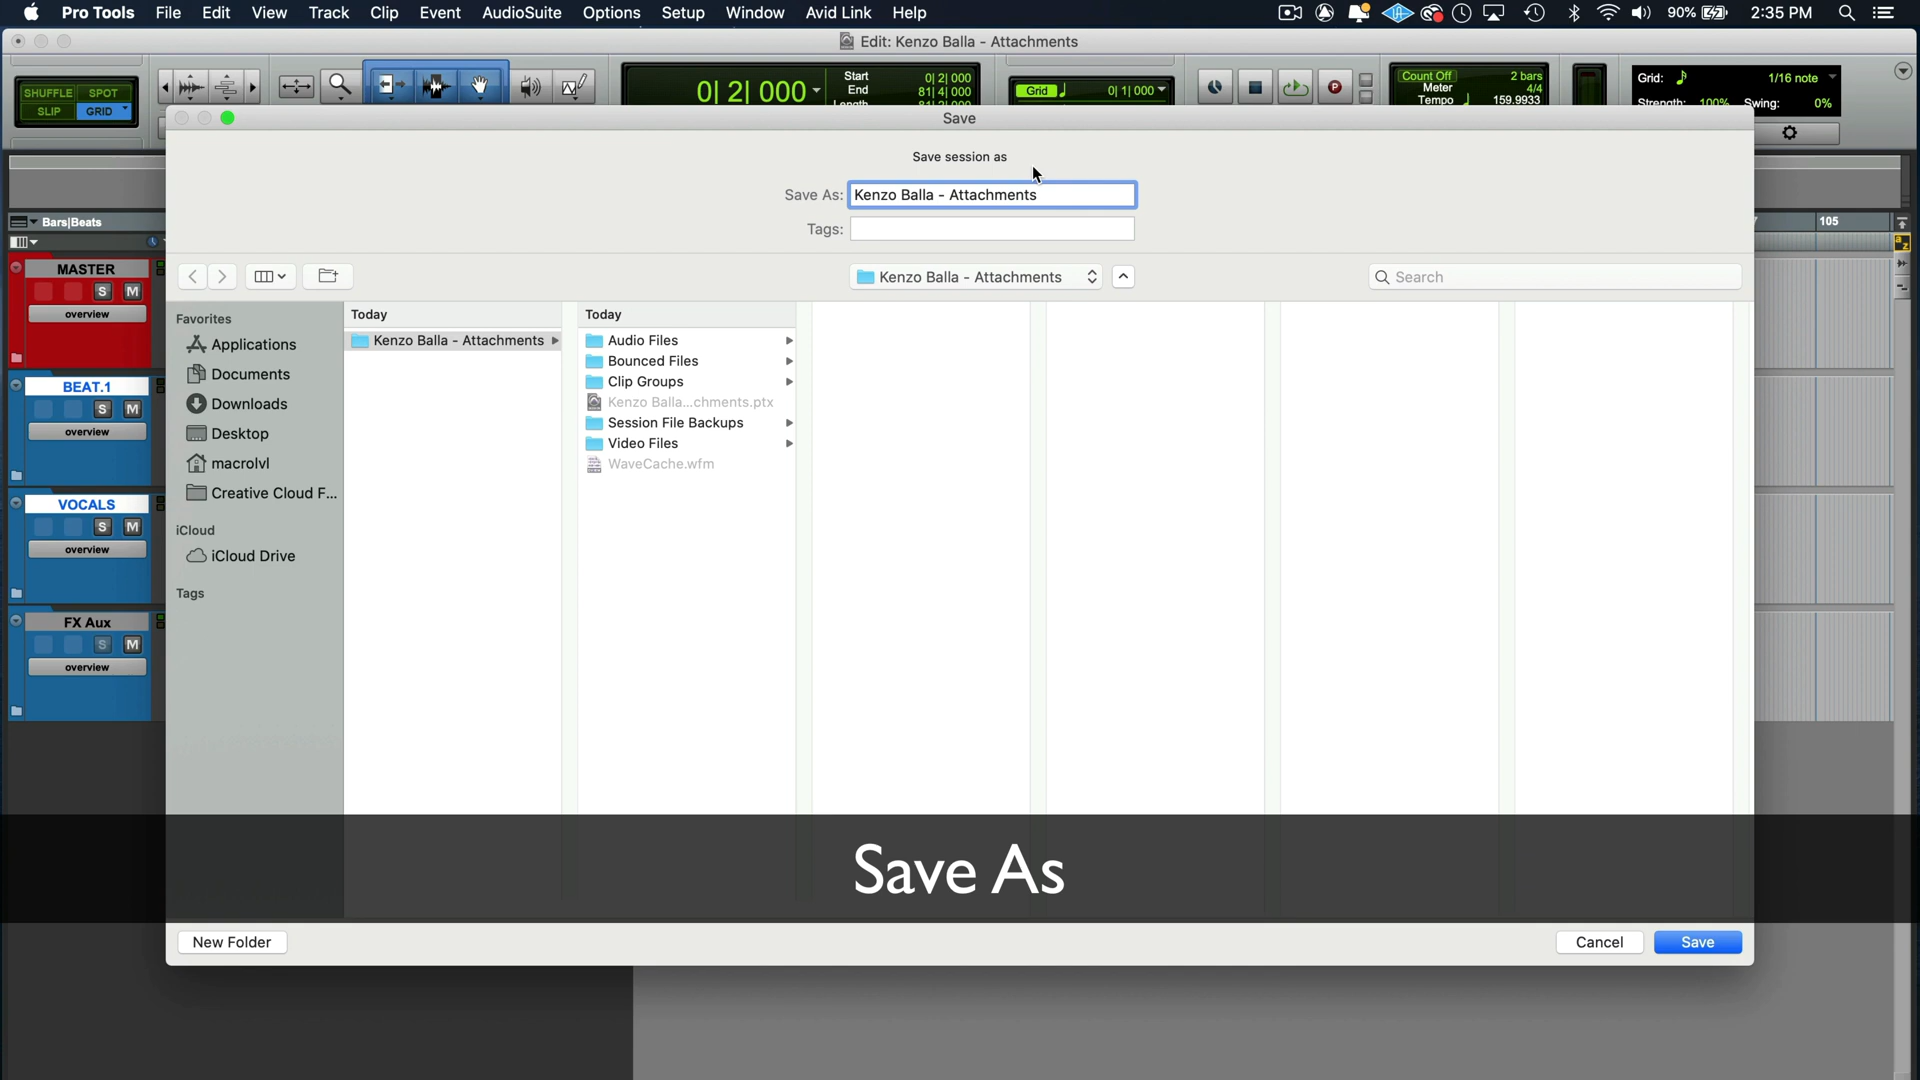 Pro Tools File Edit View Track Clip Event AudioSuite Options Setup Window Avid Link Help 90% 2:35 PM
Edit: Kenzo Balla - Attachments
SHUFFLE SPOT
SLIP GRID
0| 2| 000
Start 0| 2| 000
End 81| 4| 000
Length 81| 2| 000
Grid 0| 1| 000
Count Off 2 bars
Meter 4/4
Tempo 159.9933
Grid: 1/16 note
Strength: 100% Swing: 0%
Save
Save session as
Save As: Kenzo Balla - Attachments
Tags:
Kenzo Balla - Attachments
Search
Bars|Beats
105
a
z
MASTER
S M
overview
BEAT.1
S M
overview
VOCALS
S M
overview
FX Aux
S M
overview
Favorites
Applications
Documents
Downloads
Desktop
macrolvl
Creative Cloud F...
iCloud
iCloud Drive
Tags
Today
Kenzo Balla - Attachments
Today
Audio Files
Bounced Files
Clip Groups
Kenzo Balla...chments.ptx
Session File Backups
Video Files
WaveCache.wfm
Save As
New Folder
Cancel
Save